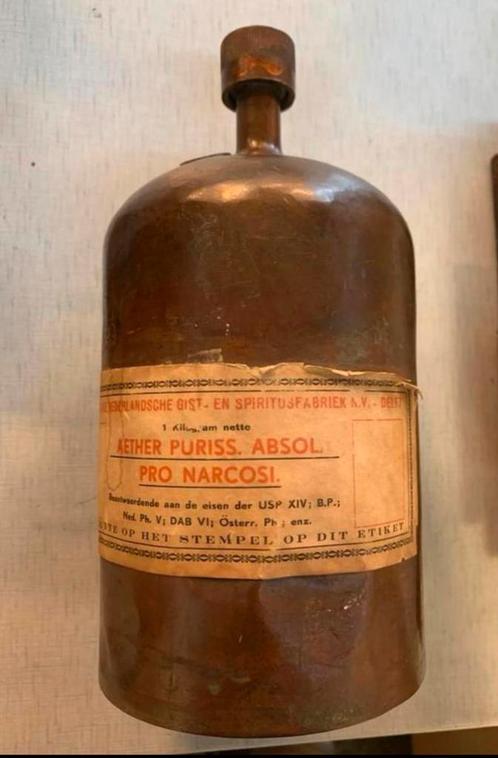 NEDERLANDSCHE GIST- EN SPIRITUSFABRIEK N.V. - DELFT
1 Kilogram netto
AETHER PURISS. ABSOL.
PRO NARCOSI.
Beantwoordende aan de eisen der USP XIV; B.P.;
Ned. Ph. V; DAB VI; Österr. Ph.; enz.
OP HET STEMPEL OP DIT ETIKET